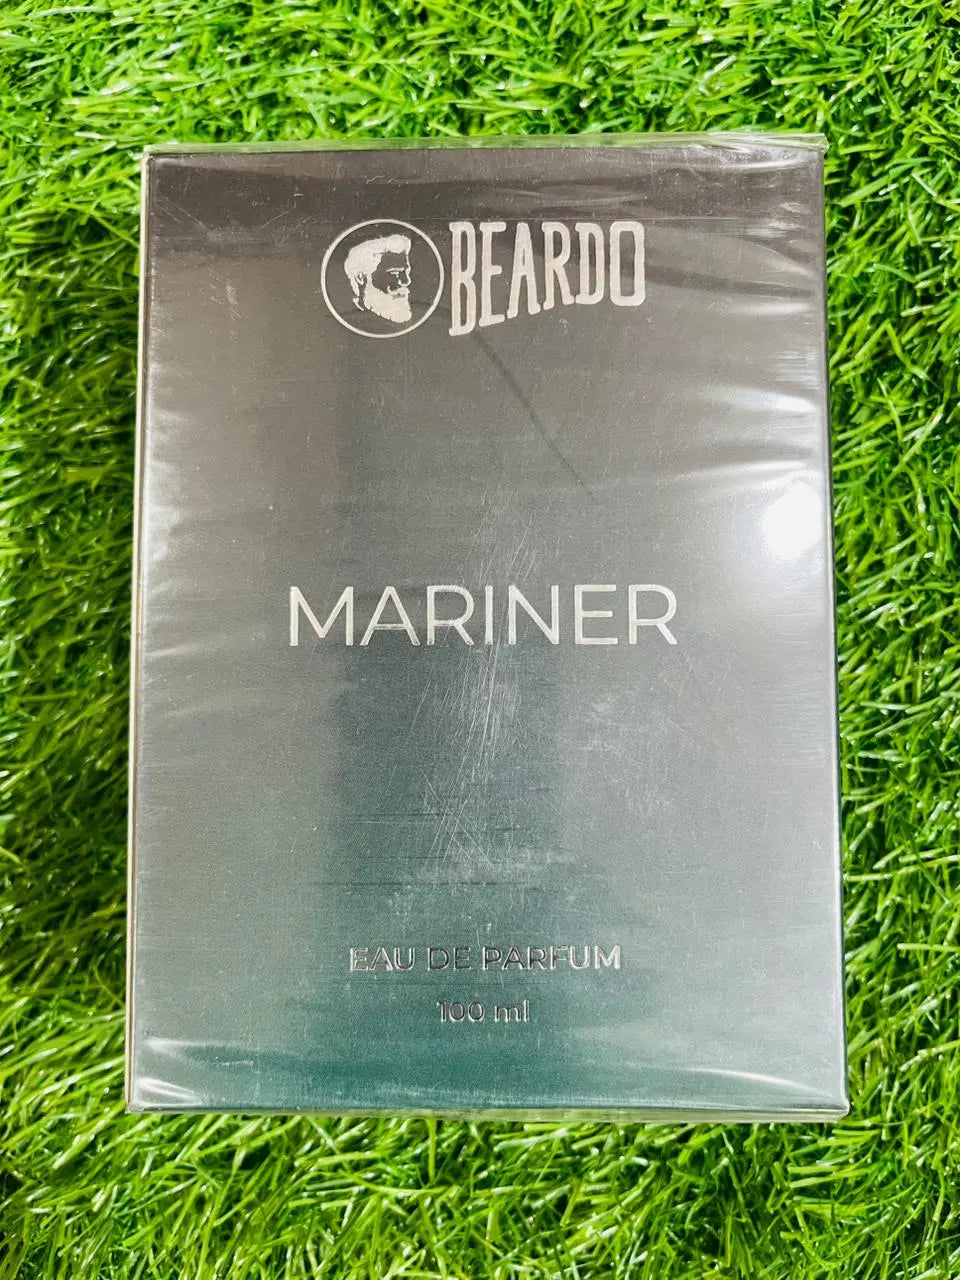 BEARDO
MARINER
EAU DE PARFUM
100 ml